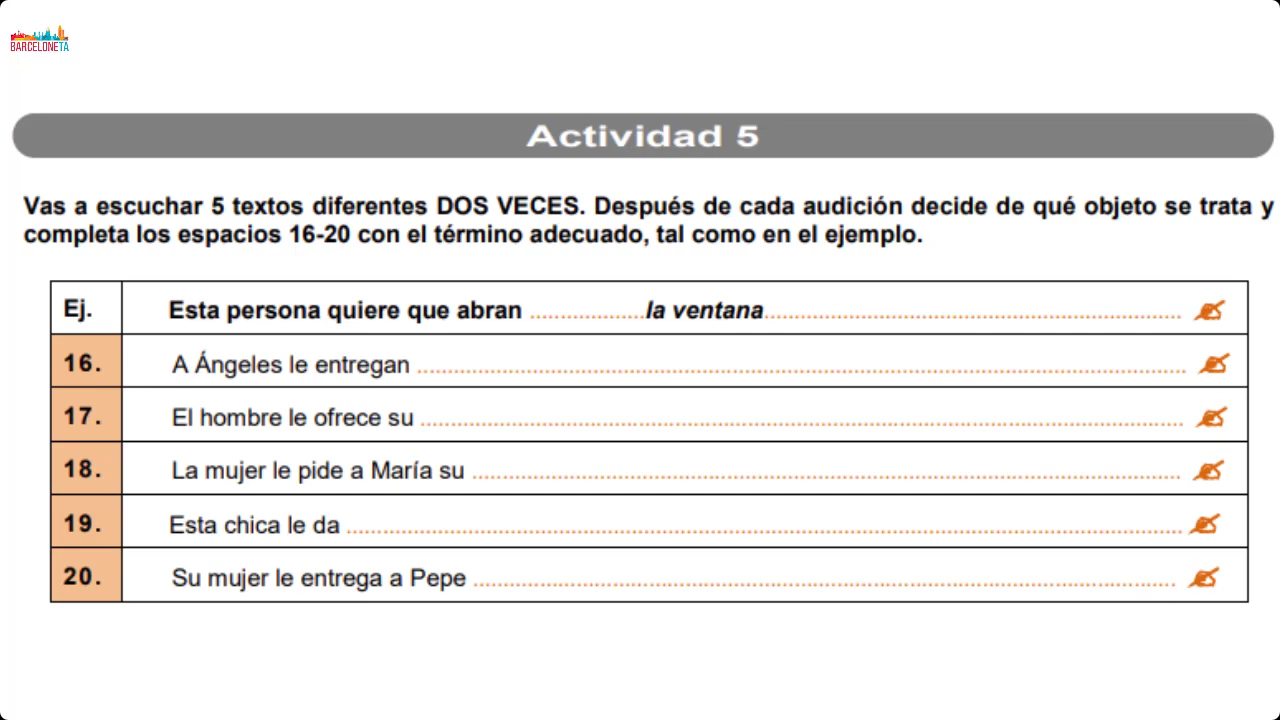 BARCELONETA
Actividad 5
Vas a escuchar 5 textos diferentes DOS VECES. Después de cada audición decide de qué objeto se trata y
completa los espacios 16-20 con el término adecuado, tal como en el ejemplo.
Ej. Esta persona quiere que abran ...................la ventana.....................................................................
16. A Ángeles le entregan ................................................................................................................................
17. El hombre le ofrece su ...............................................................................................................................
18. La mujer le pide a María su ......................................................................................................................
19. Esta chica le da ...........................................................................................................................................
20. Su mujer le entrega a Pepe .....................................................................................................................